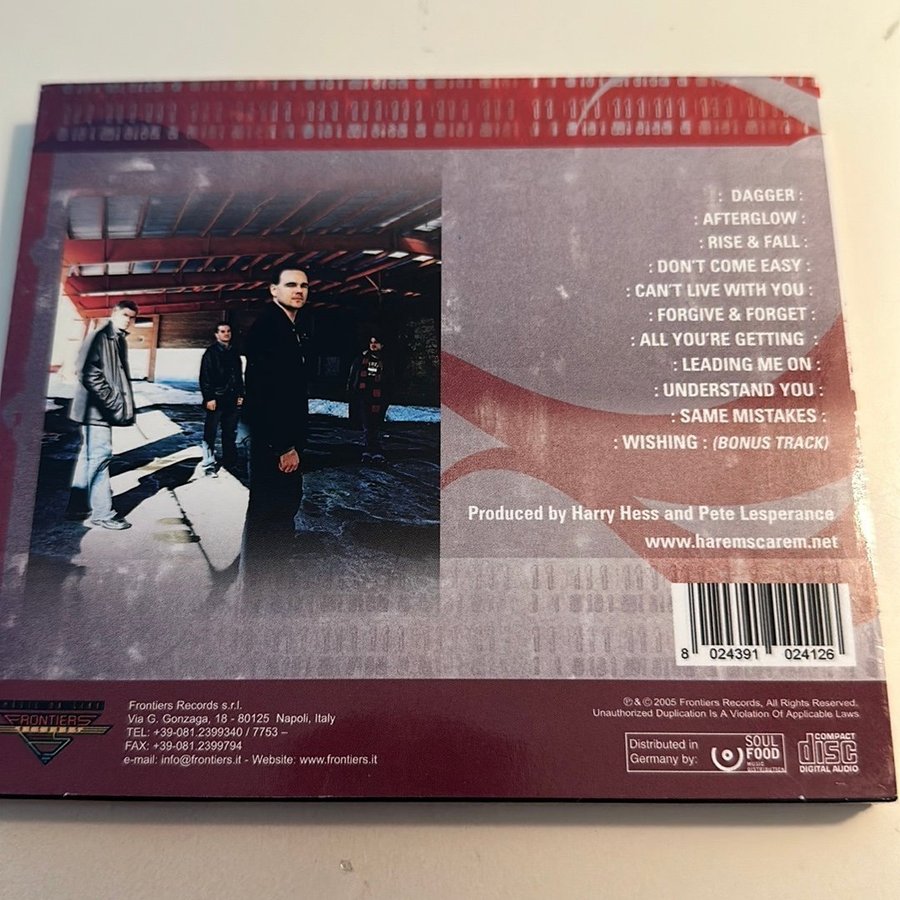 : DAGGER :
: AFTERGLOW :
: RISE & FALL :
: DON'T COME EASY :
: CAN'T LIVE WITH YOU :
: FORGIVE & FORGET :
: ALL YOU'RE GETTING :
: LEADING ME ON :
: UNDERSTAND YOU :
: SAME MISTAKES :
: WISHING : (BONUS TRACK)
Produced by Harry Hess and Pete Lesperance
www.haremscarem.net
8 024391 024126
FRONTIERS
RECORDS
Frontiers Records s.r.l.
Via G. Gonzaga, 18 - 80125 Napoli, Italy
TEL: +39-081.2399340 / 7753 –
FAX: +39-081.2399794
e-mail: info@frontiers.it - Website: www.frontiers.it
℗ & © 2005 Frontiers Records, All Rights Reserved.
Unauthorized Duplication Is A Violation Of Applicable Laws
Distributed in
Germany by:
SOUL
FOOD
MUSIC
DISTRIBUTION
COMPACT
disc
DIGITAL AUDIO